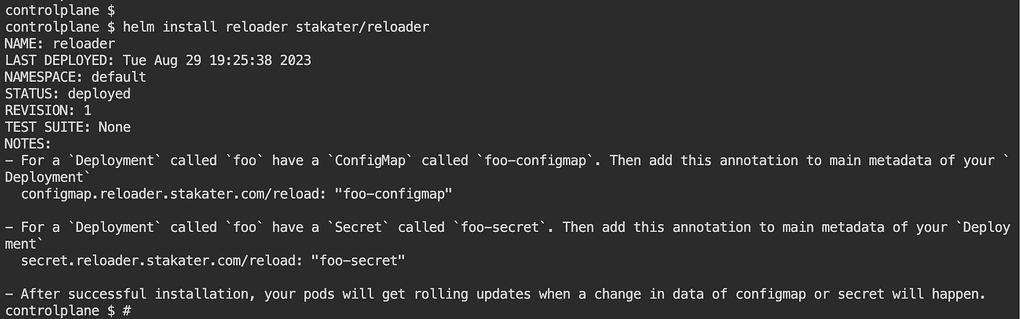 controlplane $
controlplane $ helm install reloader stakater/reloader
NAME: reloader
LAST DEPLOYED: Tue Aug 29 19:25:38 2023
NAMESPACE: default
STATUS: deployed
REVISION: 1
TEST SUITE: None
NOTES:
- For a `Deployment` called `foo` have a `ConfigMap` called `foo-configmap`. Then add this annotation to main metadata of your `
Deployment`
  configmap.reloader.stakater.com/reload: "foo-configmap"

- For a `Deployment` called `foo` have a `Secret` called `foo-secret`. Then add this annotation to main metadata of your `Deploy
ment`
  secret.reloader.stakater.com/reload: "foo-secret"

- After successful installation, your pods will get rolling updates when a change in data of configmap or secret will happen.
controlplane $ #